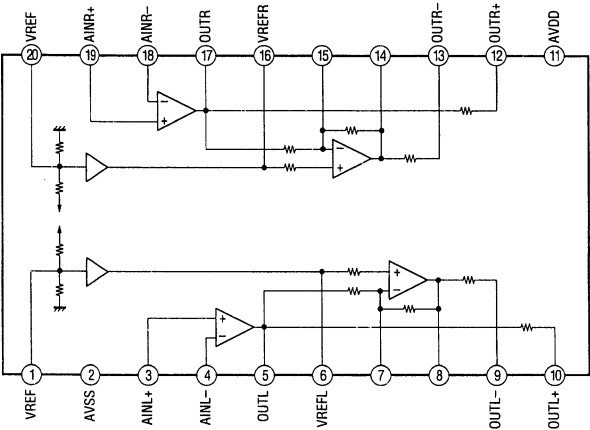 VREF AINR+ AINR− OUTR VREFR OUTR− OUTR+ AVDD
20 19 18 17 16 15 14 13 12 11
−
+
−
+
+
−
+
−
1 2 3 4 5 6 7 8 9 10
VREF AVSS AINL+ AINL− OUTL VREFL OUTL− OUTL+